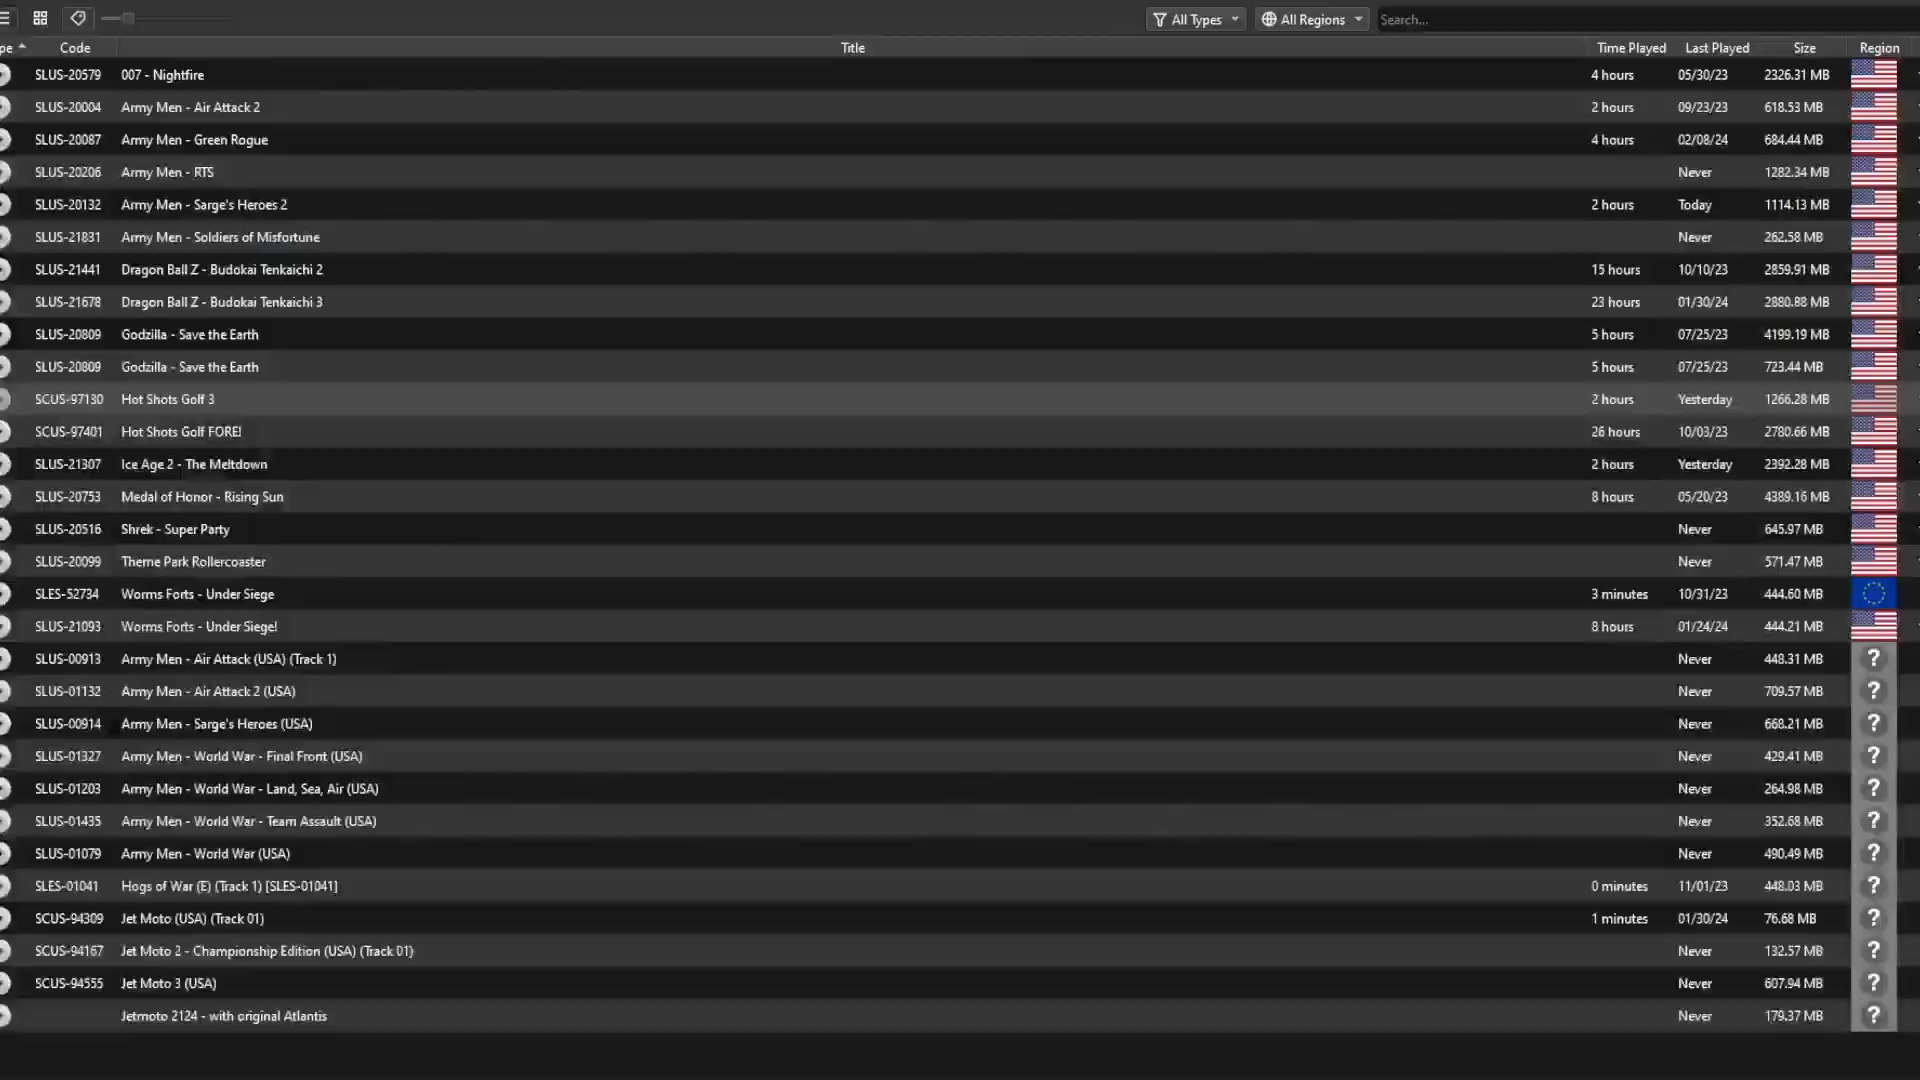 All Types All Regions Search...
pe Code Title Time Played Last Played Size Region
SLUS-20579 007 - Nightfire 4 hours 05/30/23 2326.31 MB
SLUS-20004 Army Men - Air Attack 2 2 hours 09/23/23 618.53 MB
SLUS-20087 Army Men - Green Rogue 4 hours 02/08/24 684.44 MB
SLUS-20206 Army Men - RTS Never 1282.34 MB
SLUS-20132 Army Men - Sarge's Heroes 2 2 hours Today 1114.13 MB
SLUS-21831 Army Men - Soldiers of Misfortune Never 262.58 MB
SLUS-21441 Dragon Ball Z - Budokai Tenkaichi 2 15 hours 10/10/23 2859.91 MB
SLUS-21678 Dragon Ball Z - Budokai Tenkaichi 3 23 hours 01/30/24 2880.88 MB
SLUS-20809 Godzilla - Save the Earth 5 hours 07/25/23 4199.19 MB
SLUS-20809 Godzilla - Save the Earth 5 hours 07/25/23 723.44 MB
SCUS-97130 Hot Shots Golf 3 2 hours Yesterday 1266.28 MB
SCUS-97401 Hot Shots Golf FORE! 26 hours 10/03/23 2780.66 MB
SLUS-21307 Ice Age 2 - The Meltdown 2 hours Yesterday 2392.28 MB
SLUS-20753 Medal of Honor - Rising Sun 8 hours 05/20/23 4389.16 MB
SLUS-20516 Shrek - Super Party Never 645.97 MB
SLUS-20099 Theme Park Rollercoaster Never 571.47 MB
SLES-52734 Worms Forts - Under Siege 3 minutes 10/31/23 444.60 MB
SLUS-21093 Worms Forts - Under Siege! 8 hours 01/24/24 444.21 MB
SLUS-00913 Army Men - Air Attack (USA) (Track 1) Never 448.31 MB ?
SLUS-01132 Army Men - Air Attack 2 (USA) Never 709.57 MB ?
SLUS-00914 Army Men - Sarge's Heroes (USA) Never 668.21 MB ?
SLUS-01327 Army Men - World War - Final Front (USA) Never 429.41 MB ?
SLUS-01203 Army Men - World War - Land, Sea, Air (USA) Never 264.98 MB ?
SLUS-01435 Army Men - World War - Team Assault (USA) Never 352.68 MB ?
SLUS-01079 Army Men - World War (USA) Never 490.49 MB ?
SLES-01041 Hogs of War (E) (Track 1) [SLES-01041] 0 minutes 11/01/23 448.03 MB ?
SCUS-94309 Jet Moto (USA) (Track 01) 1 minutes 01/30/24 76.68 MB ?
SCUS-94167 Jet Moto 2 - Championship Edition (USA) (Track 01) Never 132.57 MB ?
SCUS-94555 Jet Moto 3 (USA) Never 607.94 MB ?
Jetmoto 2124 - with original Atlantis Never 179.37 MB ?